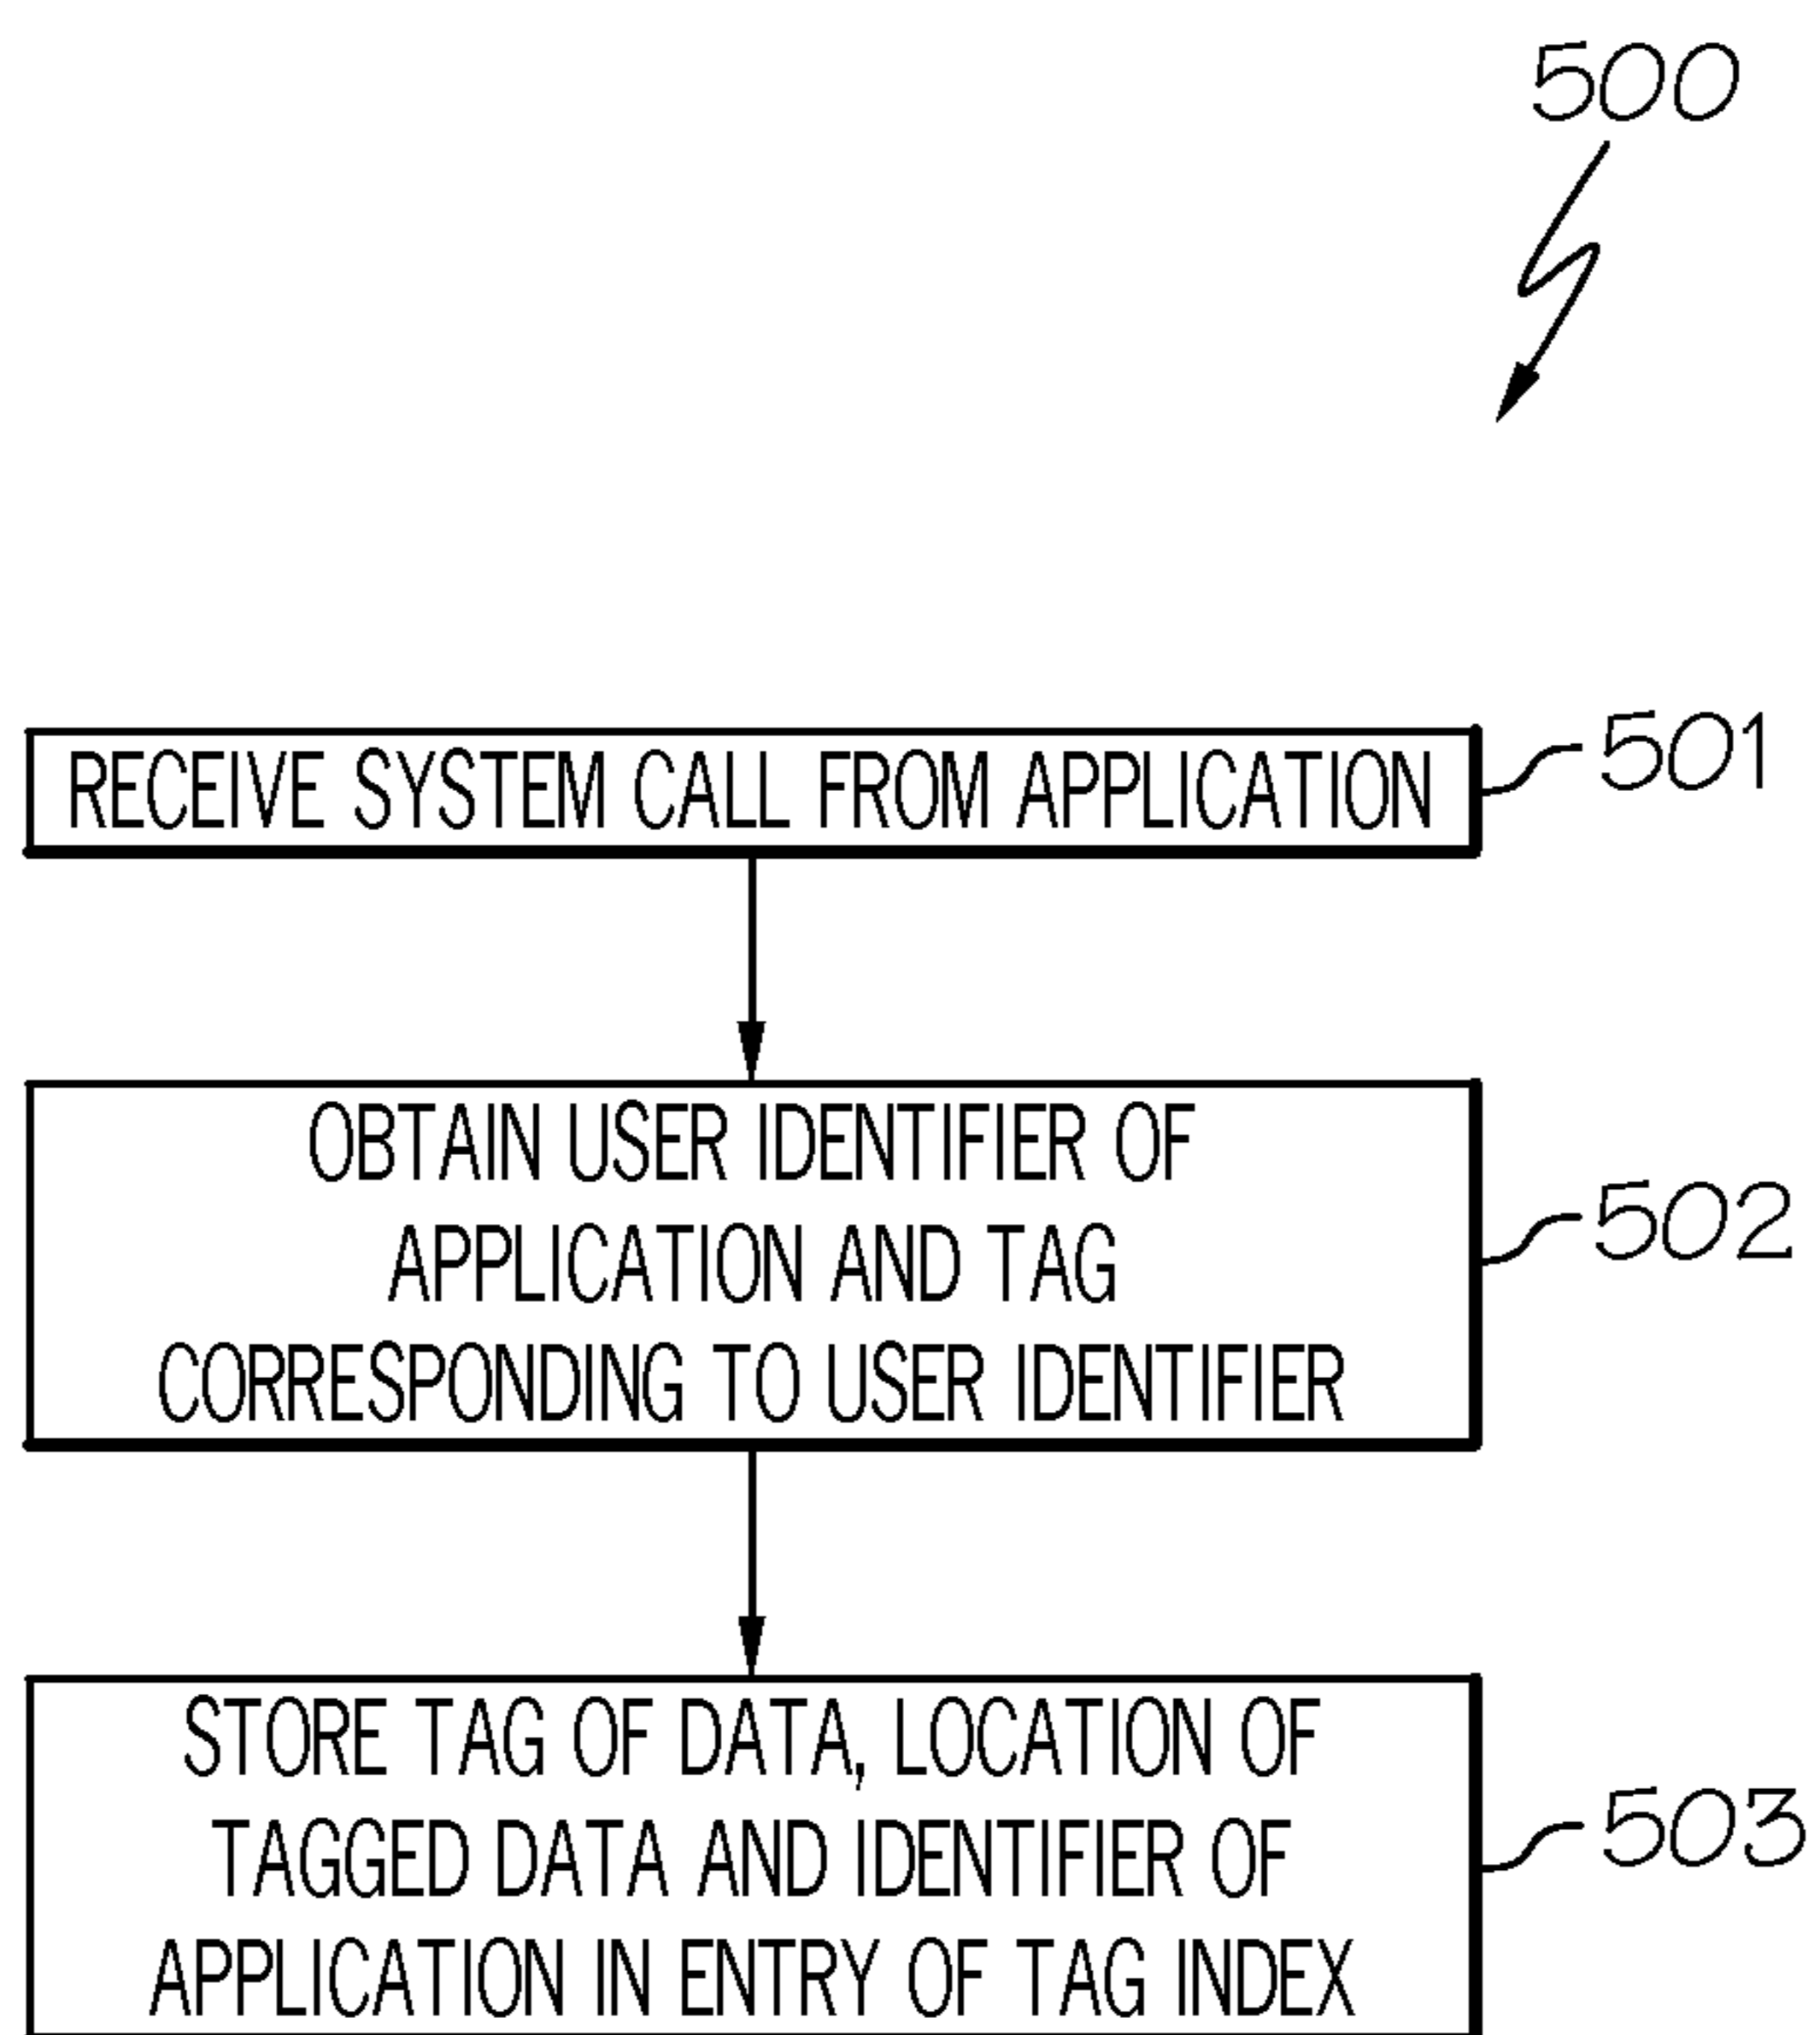 500
RECEIVE SYSTEM CALL FROM APPLICATION
501
OBTAIN USER IDENTIFIER OF
APPLICATION AND TAG
CORRESPONDING TO USER IDENTIFIER
502
STORE TAG OF DATA, LOCATION OF
TAGGED DATA AND IDENTIFIER OF
APPLICATION IN ENTRY OF TAG INDEX
503